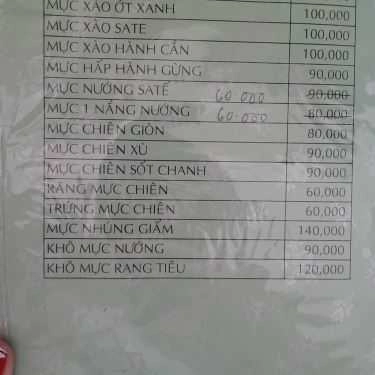 MỰC XÀO ỚT XANH 100,000
MỰC XÀO SATE 100,000
MỰC XÀO HÀNH CẦN 100,000
MỰC HẤP HÀNH GỪNG 90,000
MỰC NƯỚNG SATẾ 60.000 90,000
MỰC 1 NẮNG NƯỚNG 60.000 80,000
MỰC CHIÊN GIÒN 80,000
MỰC CHIÊN XÙ 90,000
MỰC CHIÊN SỐT CHANH 90,000
RĂNG MỰC CHIÊN 60,000
TRỨNG MỰC CHIÊN 60,000
MỰC NHÚNG GIẤM 140,000
KHÔ MỰC NƯỚNG 90,000
KHÔ MỰC RANG TIÊU 120,000